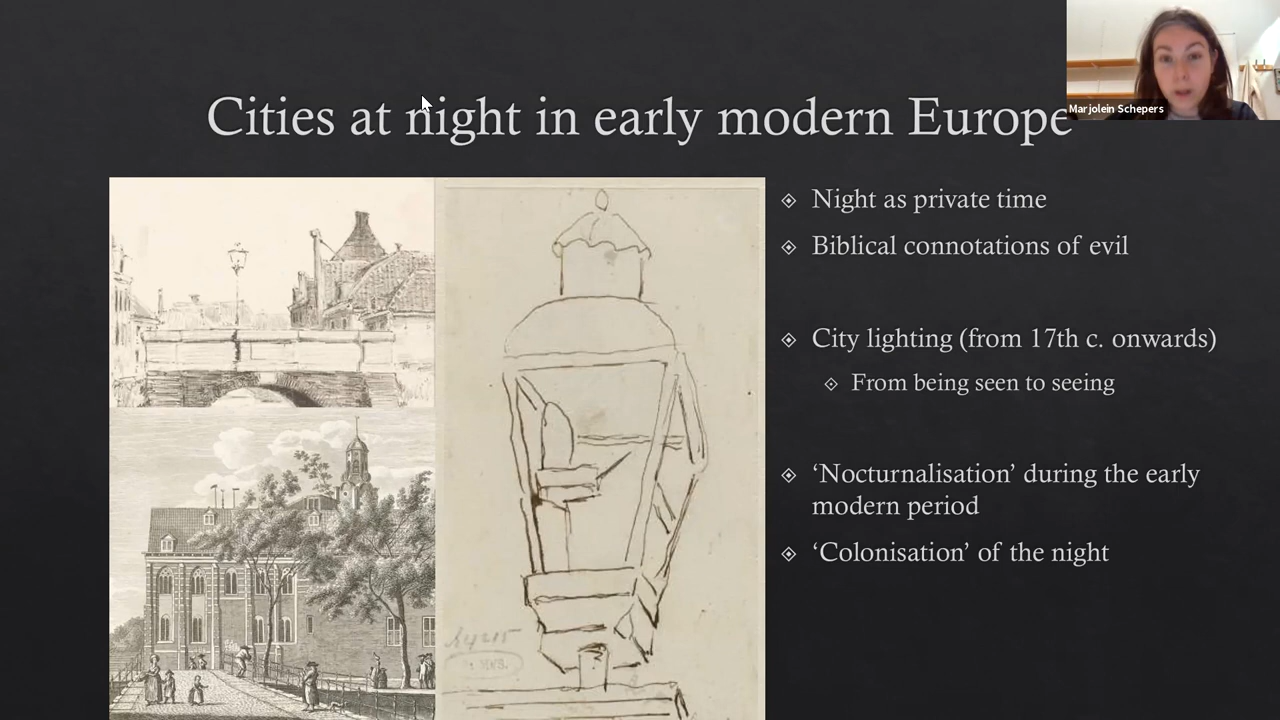 Cities at night in early modern Europe
Marjolein Schepers
Night as private time
Biblical connotations of evil
City lighting (from 17th c. onwards)
From being seen to seeing
‘Nocturnalisation’ during the early
modern period
‘Colonisation’ of the night